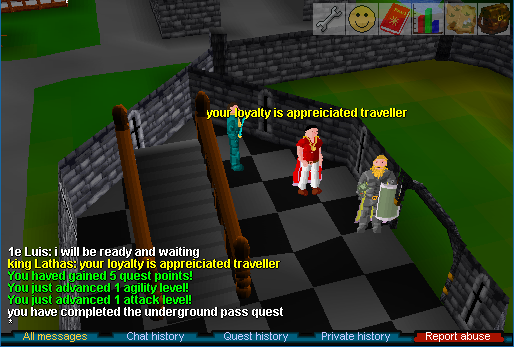 your loyalty is appreiciated traveller
1e Luis: i will be ready and waiting
king Lathas: your loyalty is appreiciated traveller
You haved gained 5 quest points!
You just advanced 1 agility level!
You just advanced 1 attack level!
you have completed the underground pass quest
*
All messages Chat history Quest history Private history Report abuse